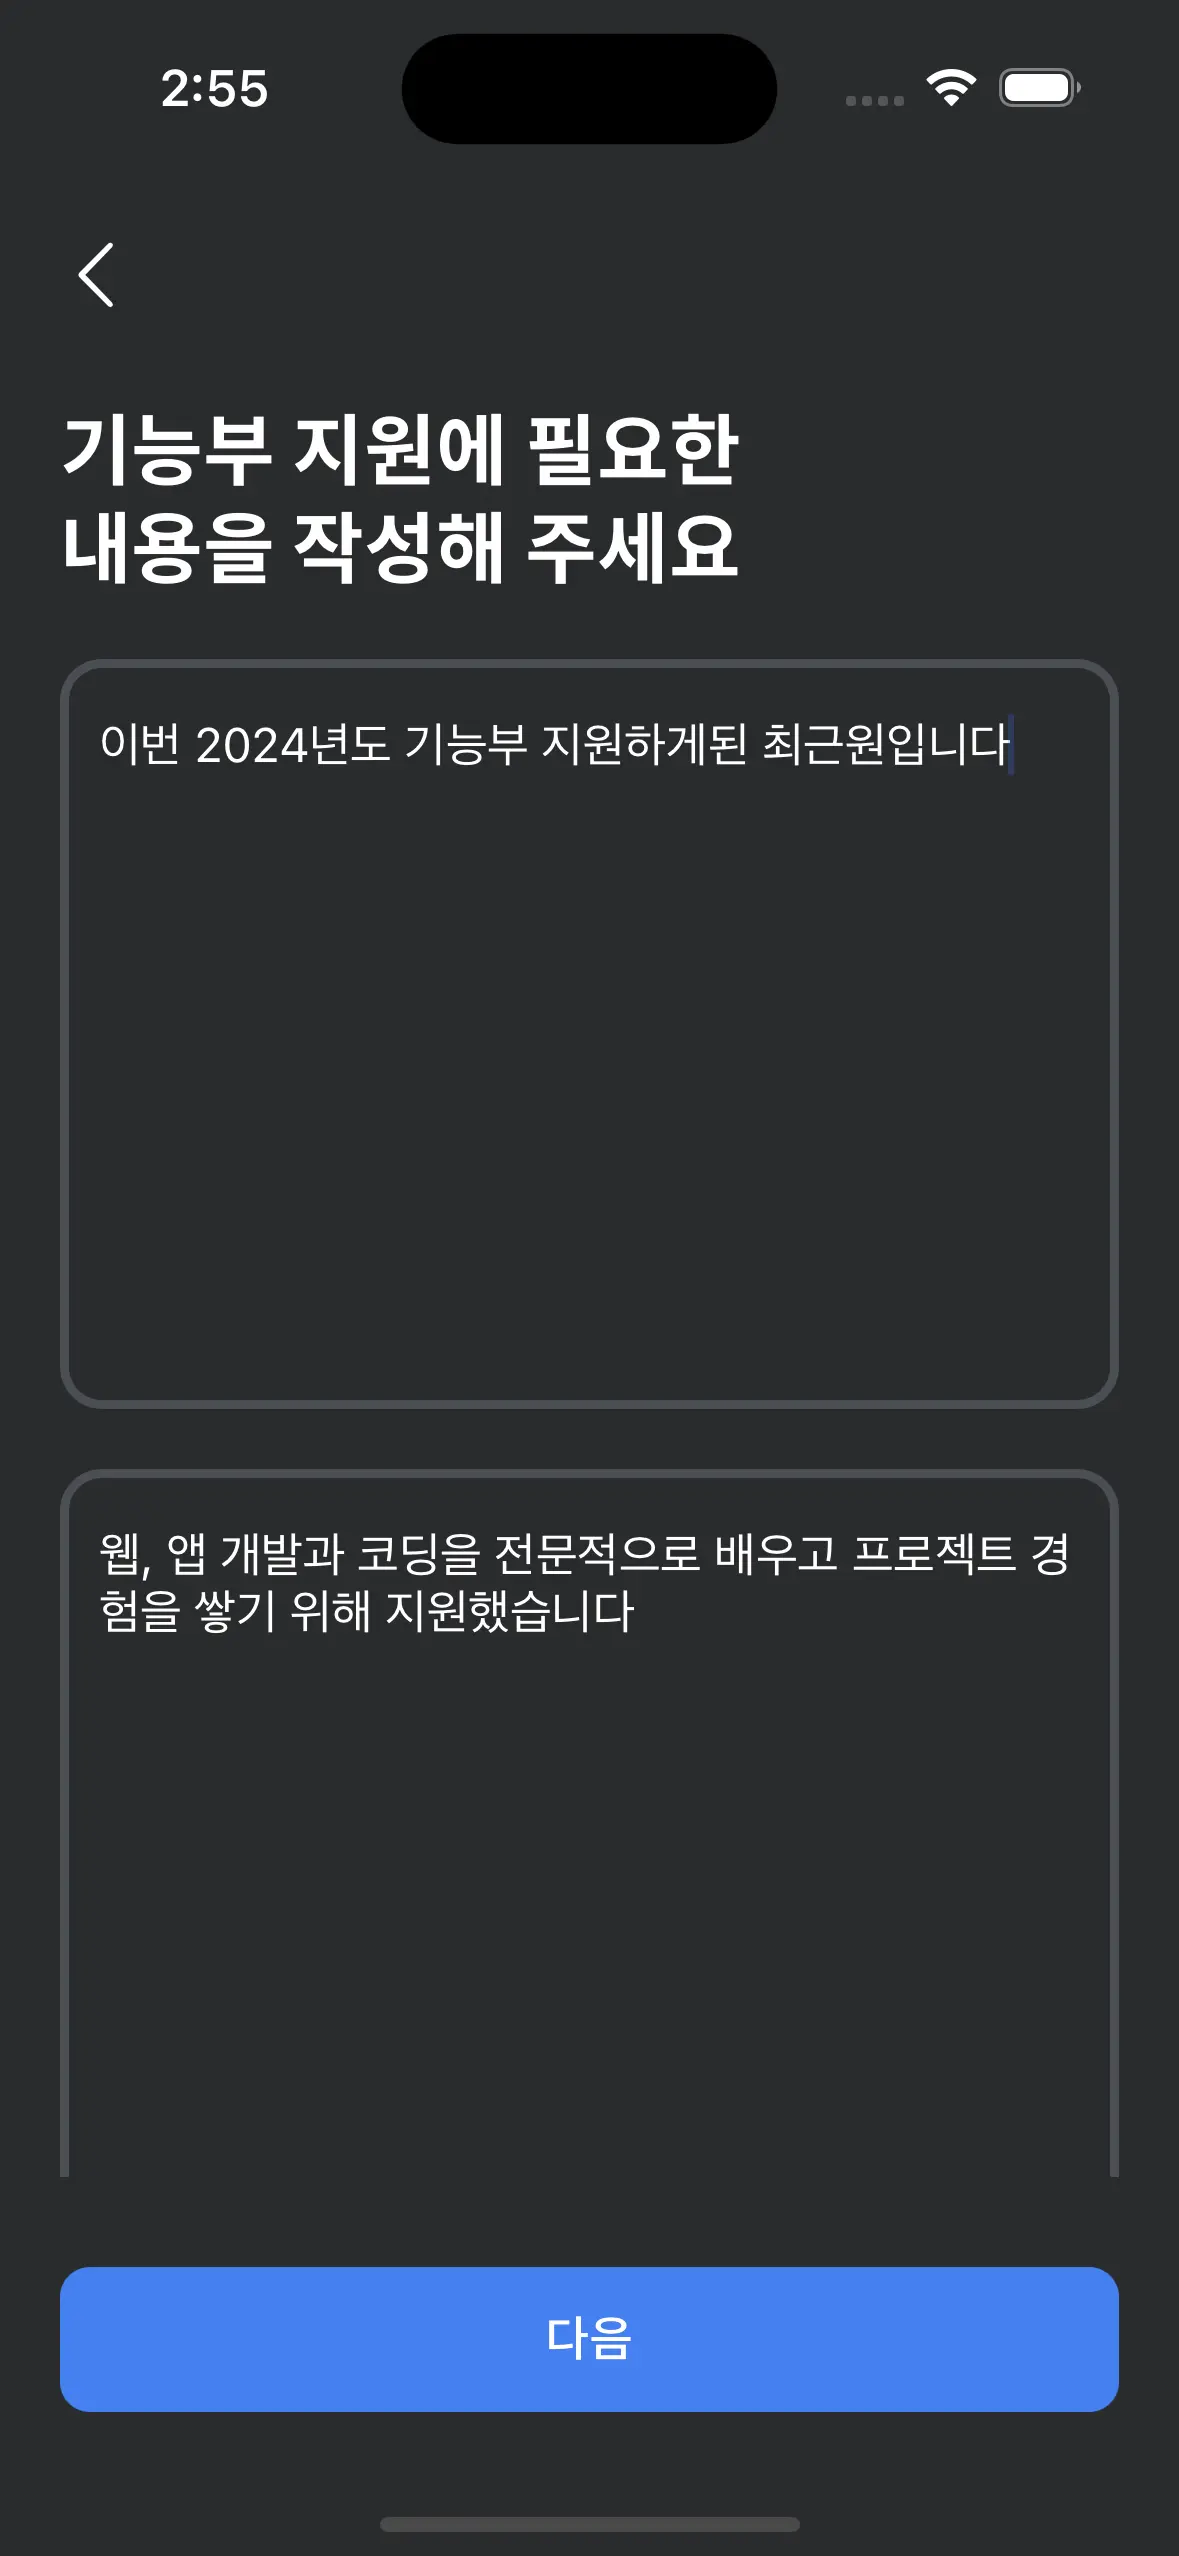 2:55
기능부 지원에 필요한
내용을 작성해 주세요
이번 2024년도 기능부 지원하게된 최근원입니다
웹, 앱 개발과 코딩을 전문적으로 배우고 프로젝트 경
험을 쌓기 위해 지원했습니다
다음